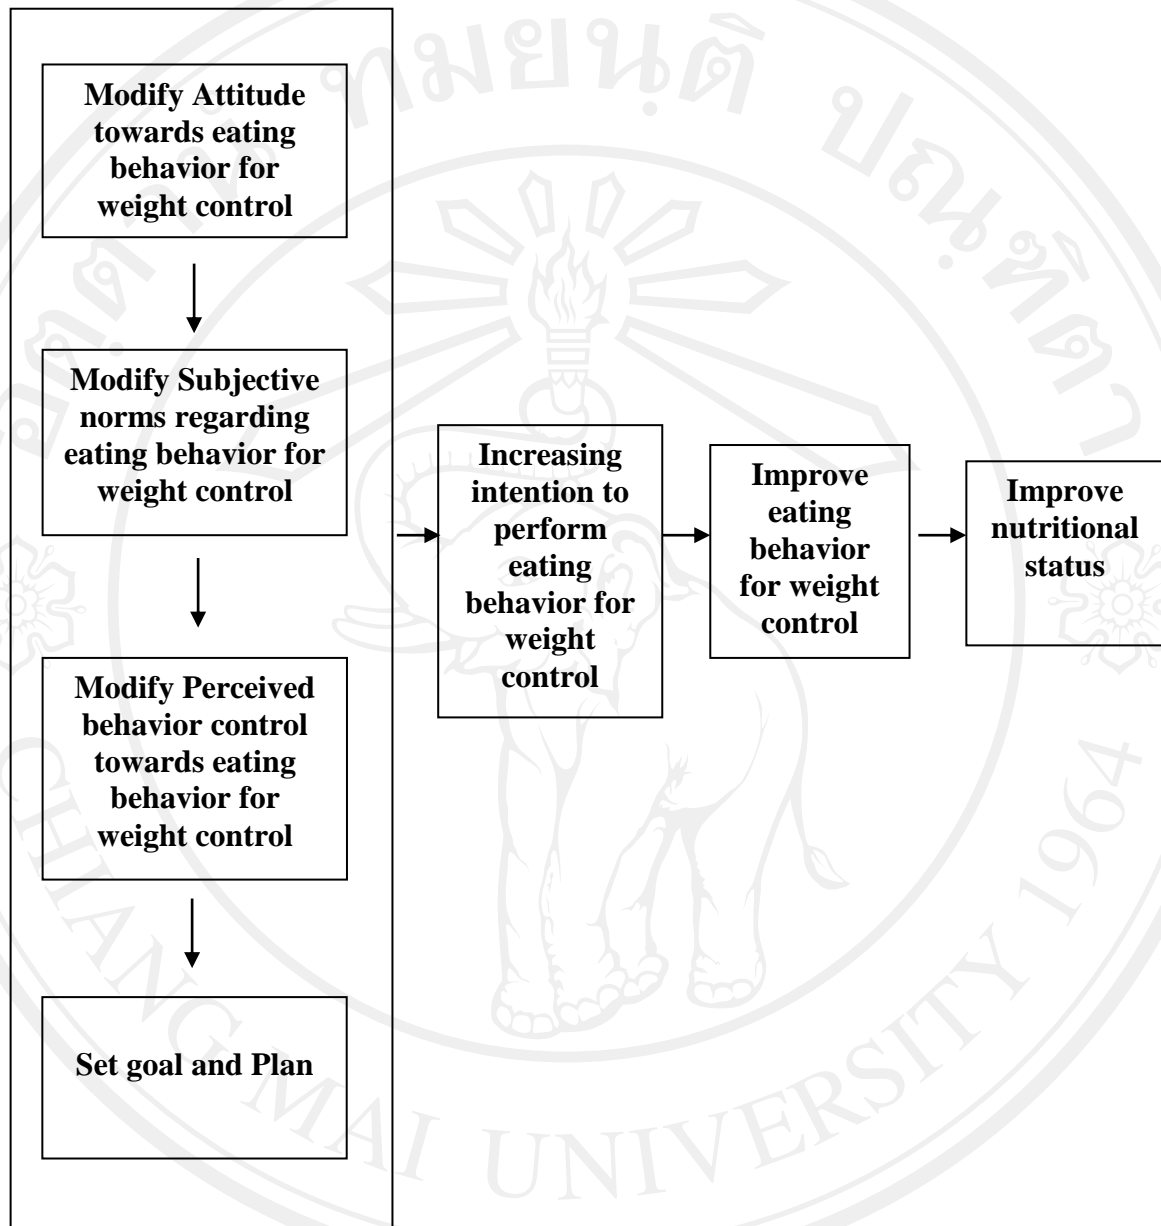 Modify Attitude
towards eating
behavior for
weight control
Modify Subjective
norms regarding
eating behavior for
weight control
Modify Perceived
behavior control
towards eating
behavior for
weight control
Set goal and Plan
Increasing
intention to
perform
eating
behavior for
weight
control
Improve
eating
behavior
for weight
control
Improve
nutritional
status
CHIANG MAI UNIVERSITY 1964